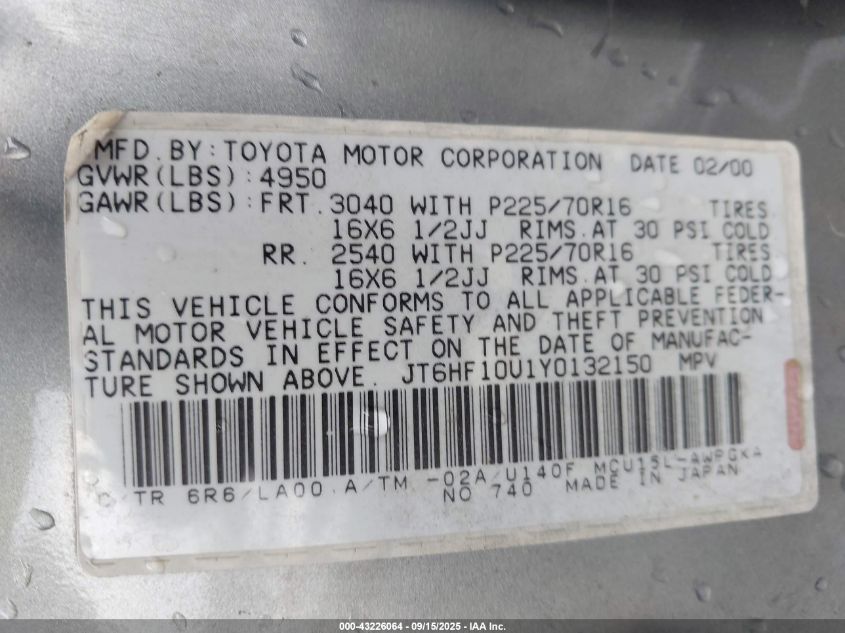 MFD. BY: TOYOTA MOTOR CORPORATION DATE 02/00
GVWR(LBS): 4950
GAWR(LBS): FRT. 3040 WITH P225/70R16 TIRES
16X6 1/2JJ RIMS. AT 30 PSI COLD
RR. 2540 WITH P225/70R16 TIRES
16X6 1/2JJ RIMS. AT 30 PSI COLD
THIS VEHICLE CONFORMS TO ALL APPLICABLE FEDER-
AL MOTOR VEHICLE SAFETY AND THEFT PREVENTION
STANDARDS IN EFFECT ON THE DATE OF MANUFAC-
TURE SHOWN ABOVE. JT6HF10U1Y0132150 MPV
C/TR 6R6/LA00 A/TM -02A/U140F MCU15L-AWPGKA
NO 740 MADE IN JAPAN
000-43226064 - 09/15/2025 - IAA Inc.